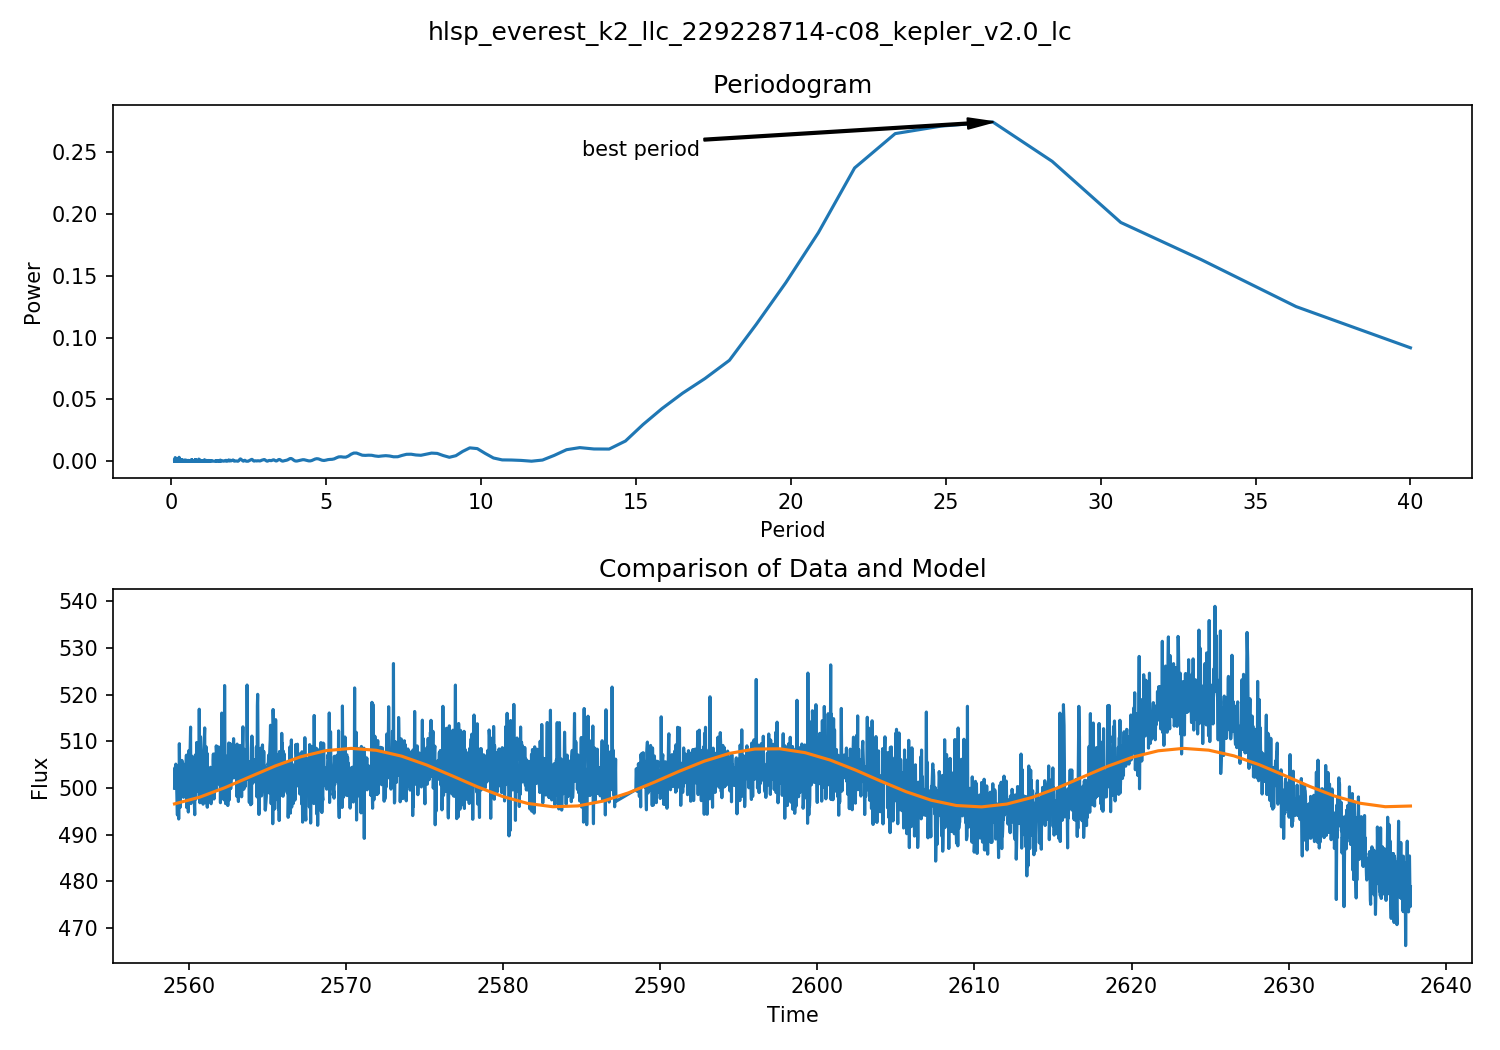 hlsp_everest_k2_llc_229228714-c08_kepler_v2.0_lc
Periodogram
best period
Power
0.25
0.20
0.15
0.10
0.05
0.00
0 5 10 15 20 25 30 35 40
Period
Comparison of Data and Model
Flux
540
530
520
510
500
490
480
470
2560 2570 2580 2590 2600 2610 2620 2630 2640
Time